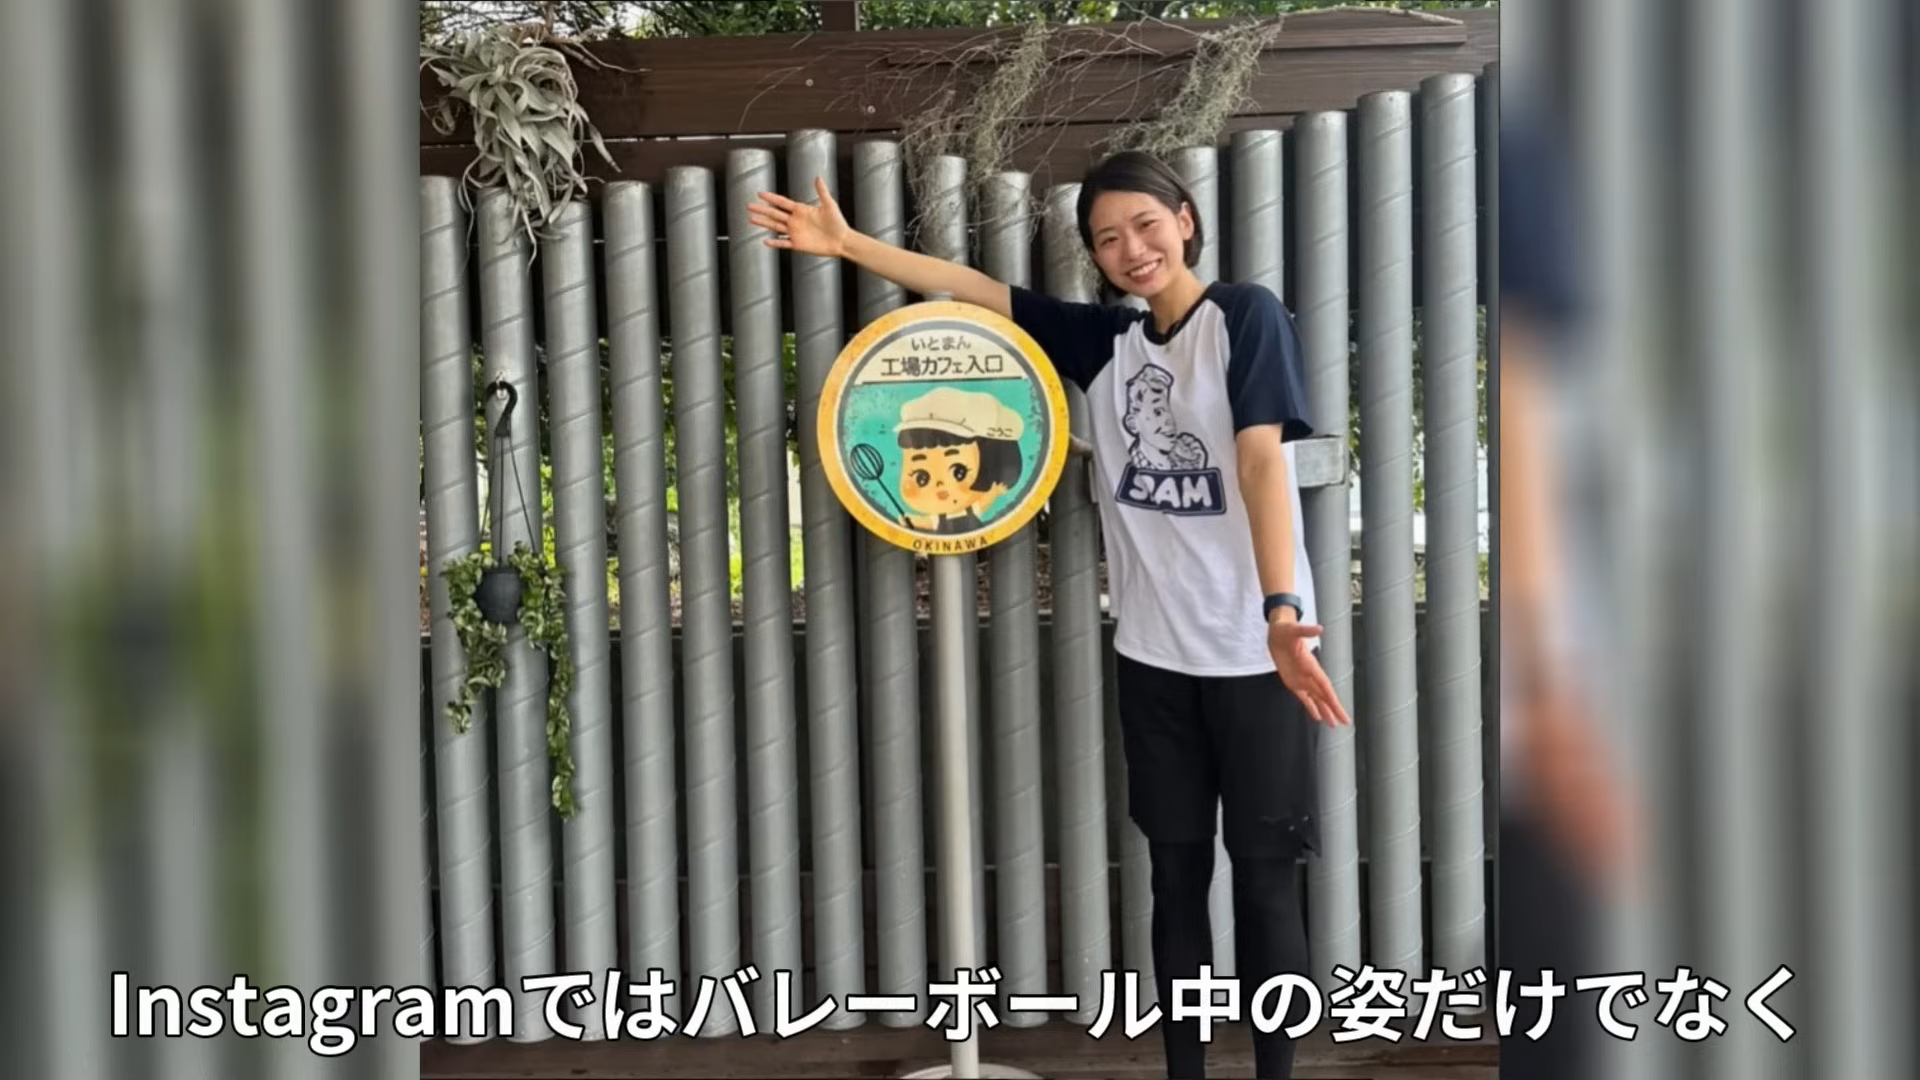 いとまん
工場カフェ入口
こうこ
OKINAWA
Instagramではバレーボール中の姿だけでなく